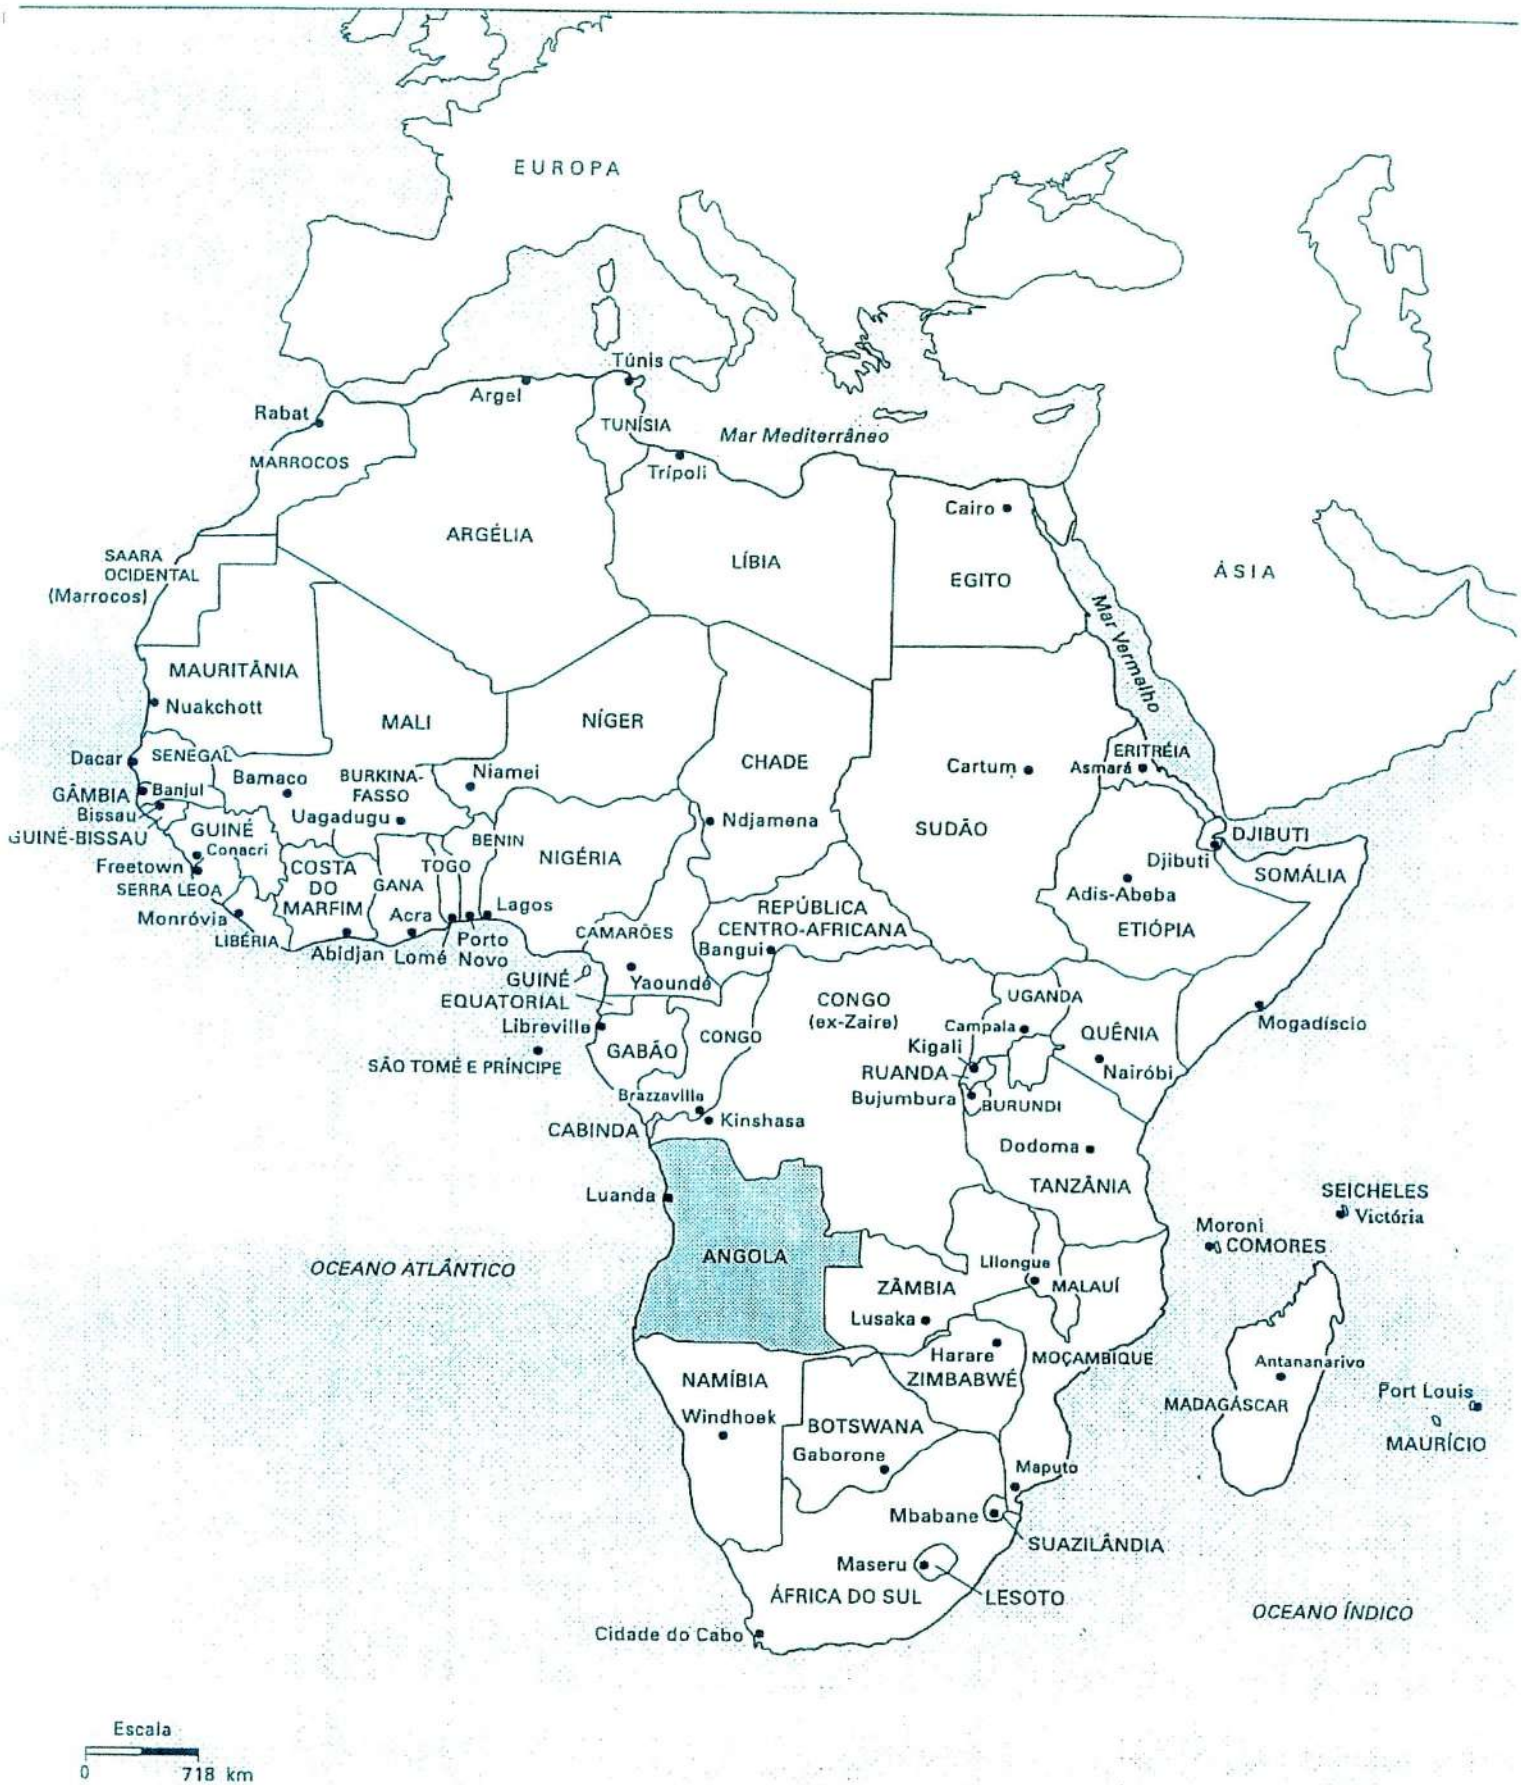 EUROPA
Túnis
Argel
Rabat
TUNÍSIA
Mar Mediterrâneo
MARROCOS
Trípoli
Cairo
ARGÉLIA
LÍBIA
EGITO
ÁSIA
SAARA
OCIDENTAL
(Marrocos)
Mar Vermalho
MAURITÂNIA
Nuakchott
MALI
NÍGER
CHADE
Dacar
SENEGAL
Bamaco
BURKINA-
FASSO
Niamei
Cartum
ERITRÉIA
Asmará
GÂMBIA
Banjul
Bissau
GUINÉ-BISSAU
Uagadugu
Ndjamena
SUDÃO
GUINÉ
Conacri
BENIN
NIGÉRIA
DJIBUTI
Djibuti
SOMÁLIA
Freetown
SERRA LEOA
COSTA
DO
MARFIM
TOGO
GANA
Adis-Abeba
ETIÓPIA
Monróvia
LIBÉRIA
Acra
Lagos
REPÚBLICA
CENTRO-AFRICANA
CAMARÕES
Bangui
Abidjan
Lomé
Porto
Novo
GUINÉ
EQUATORIAL
Yaoundé
CONGO
(ex-Zaire)
UGANDA
QUÊNIA
Mogadíscio
Libreville
GABÃO
CONGO
Campala
Kigali
RUANDA
Nairóbi
SÃO TOMÉ E PRÍNCIPE
Bujumbura
BURUNDI
Brazzaville
Kinshasa
CABINDA
Dodoma
TANZÂNIA
Luanda
SEICHELES
Victória
Moroni
COMORES
OCEANO ATLÂNTICO
ANGOLA
Lilongue
ZÂMBIA
MALAUÍ
Lusaka
Harare
ZIMBABWÉ
MOÇAMBIQUE
Antananarivo
MADAGÁSCAR
Port Louis
MAURÍCIO
NAMÍBIA
Windhoek
BOTSWANA
Gaborone
Maputo
Mbabane
SUAZILÂNDIA
Maseru
LESOTO
ÁFRICA DO SUL
OCEANO ÍNDICO
Cidade do Cabo
Escala
0 718 km